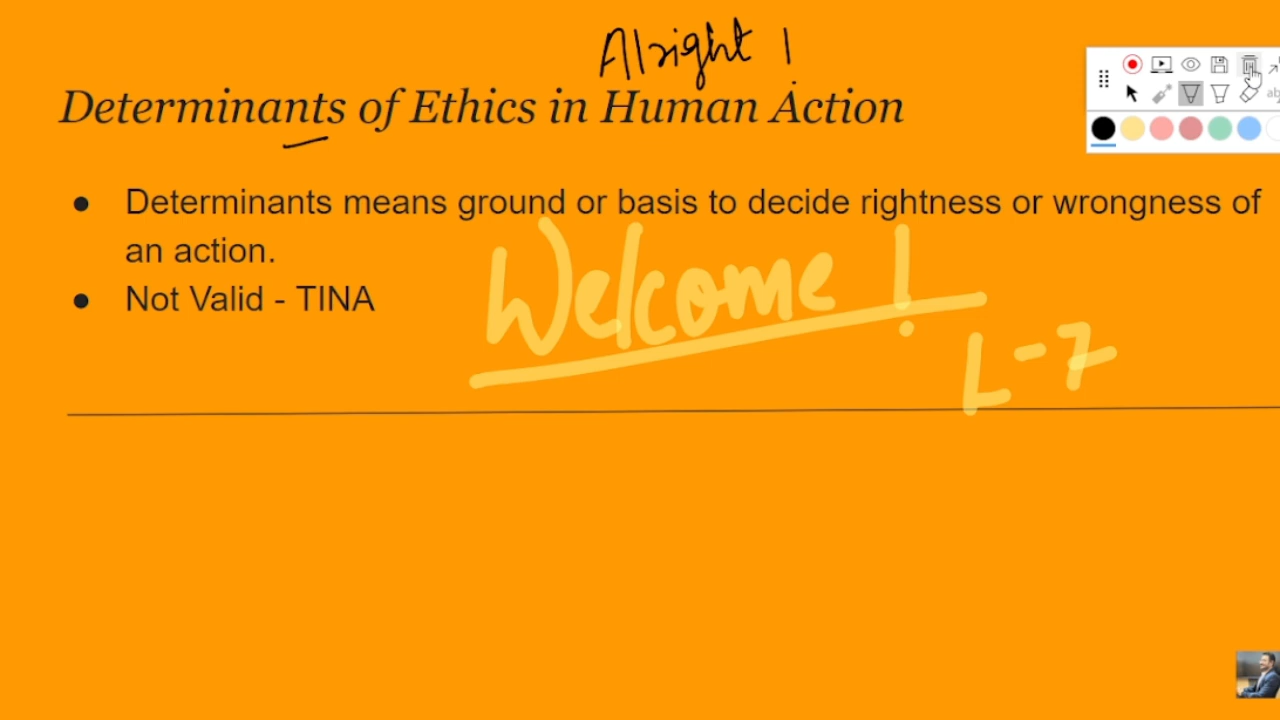 Alright !
Determinants of Ethics in Human Action
● Determinants means ground or basis to decide rightness or wrongness of
an action.
● Not Valid - TINA
Welcome !
L-7
ab